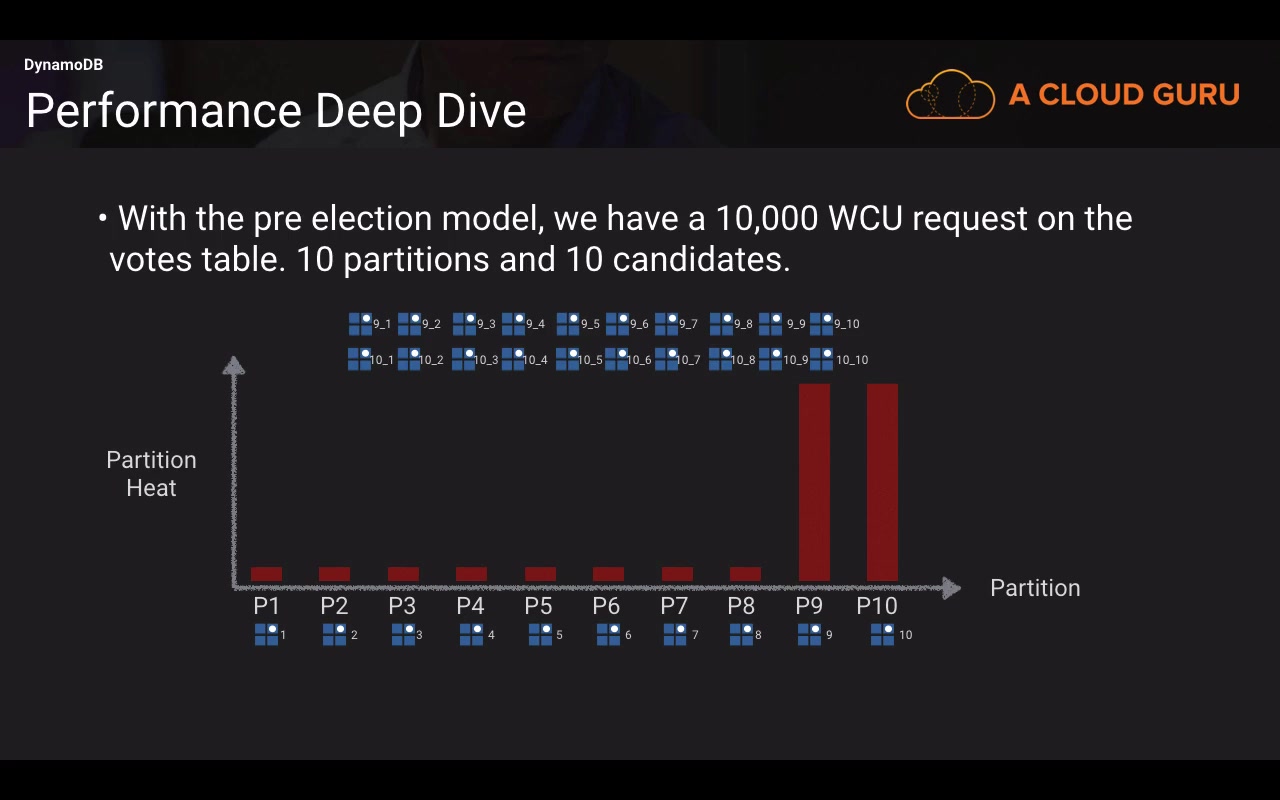 DynamoDB
Performance Deep Dive
A CLOUD GURU
• With the pre election model, we have a 10,000 WCU request on the
votes table. 10 partitions and 10 candidates.
9_1 9_2 9_3 9_4 9_5 9_6 9_7 9_8 9_9 9_10
10_1 10_2 10_3 10_4 10_5 10_6 10_7 10_8 10_9 10_10
Partition
Heat
Partition
P1 P2 P3 P4 P5 P6 P7 P8 P9 P10
1 2 3 4 5 6 7 8 9 10